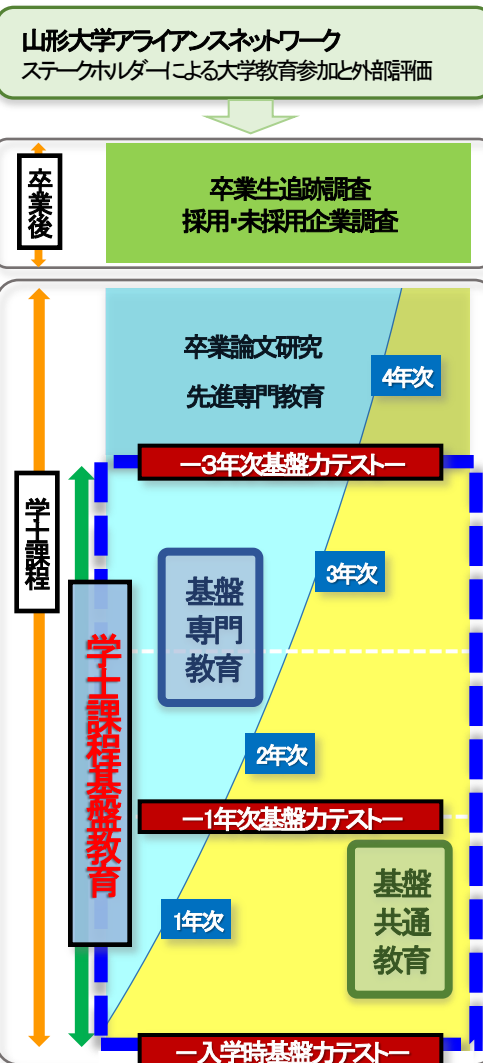 山形大学アライアンスネットワーク
ステークホルダーによる大学教育参加と外部評価
卒業後
卒業生追跡調査
採用・未採用企業調査
卒業論文研究
先進専門教育
4年次
ー3年次基盤力テストー
学士課程
3年次
基盤
専門
教育
学士課程基盤教育
2年次
ー1年次基盤力テストー
基盤
共通
教育
1年次
ー入学時基盤力テストー